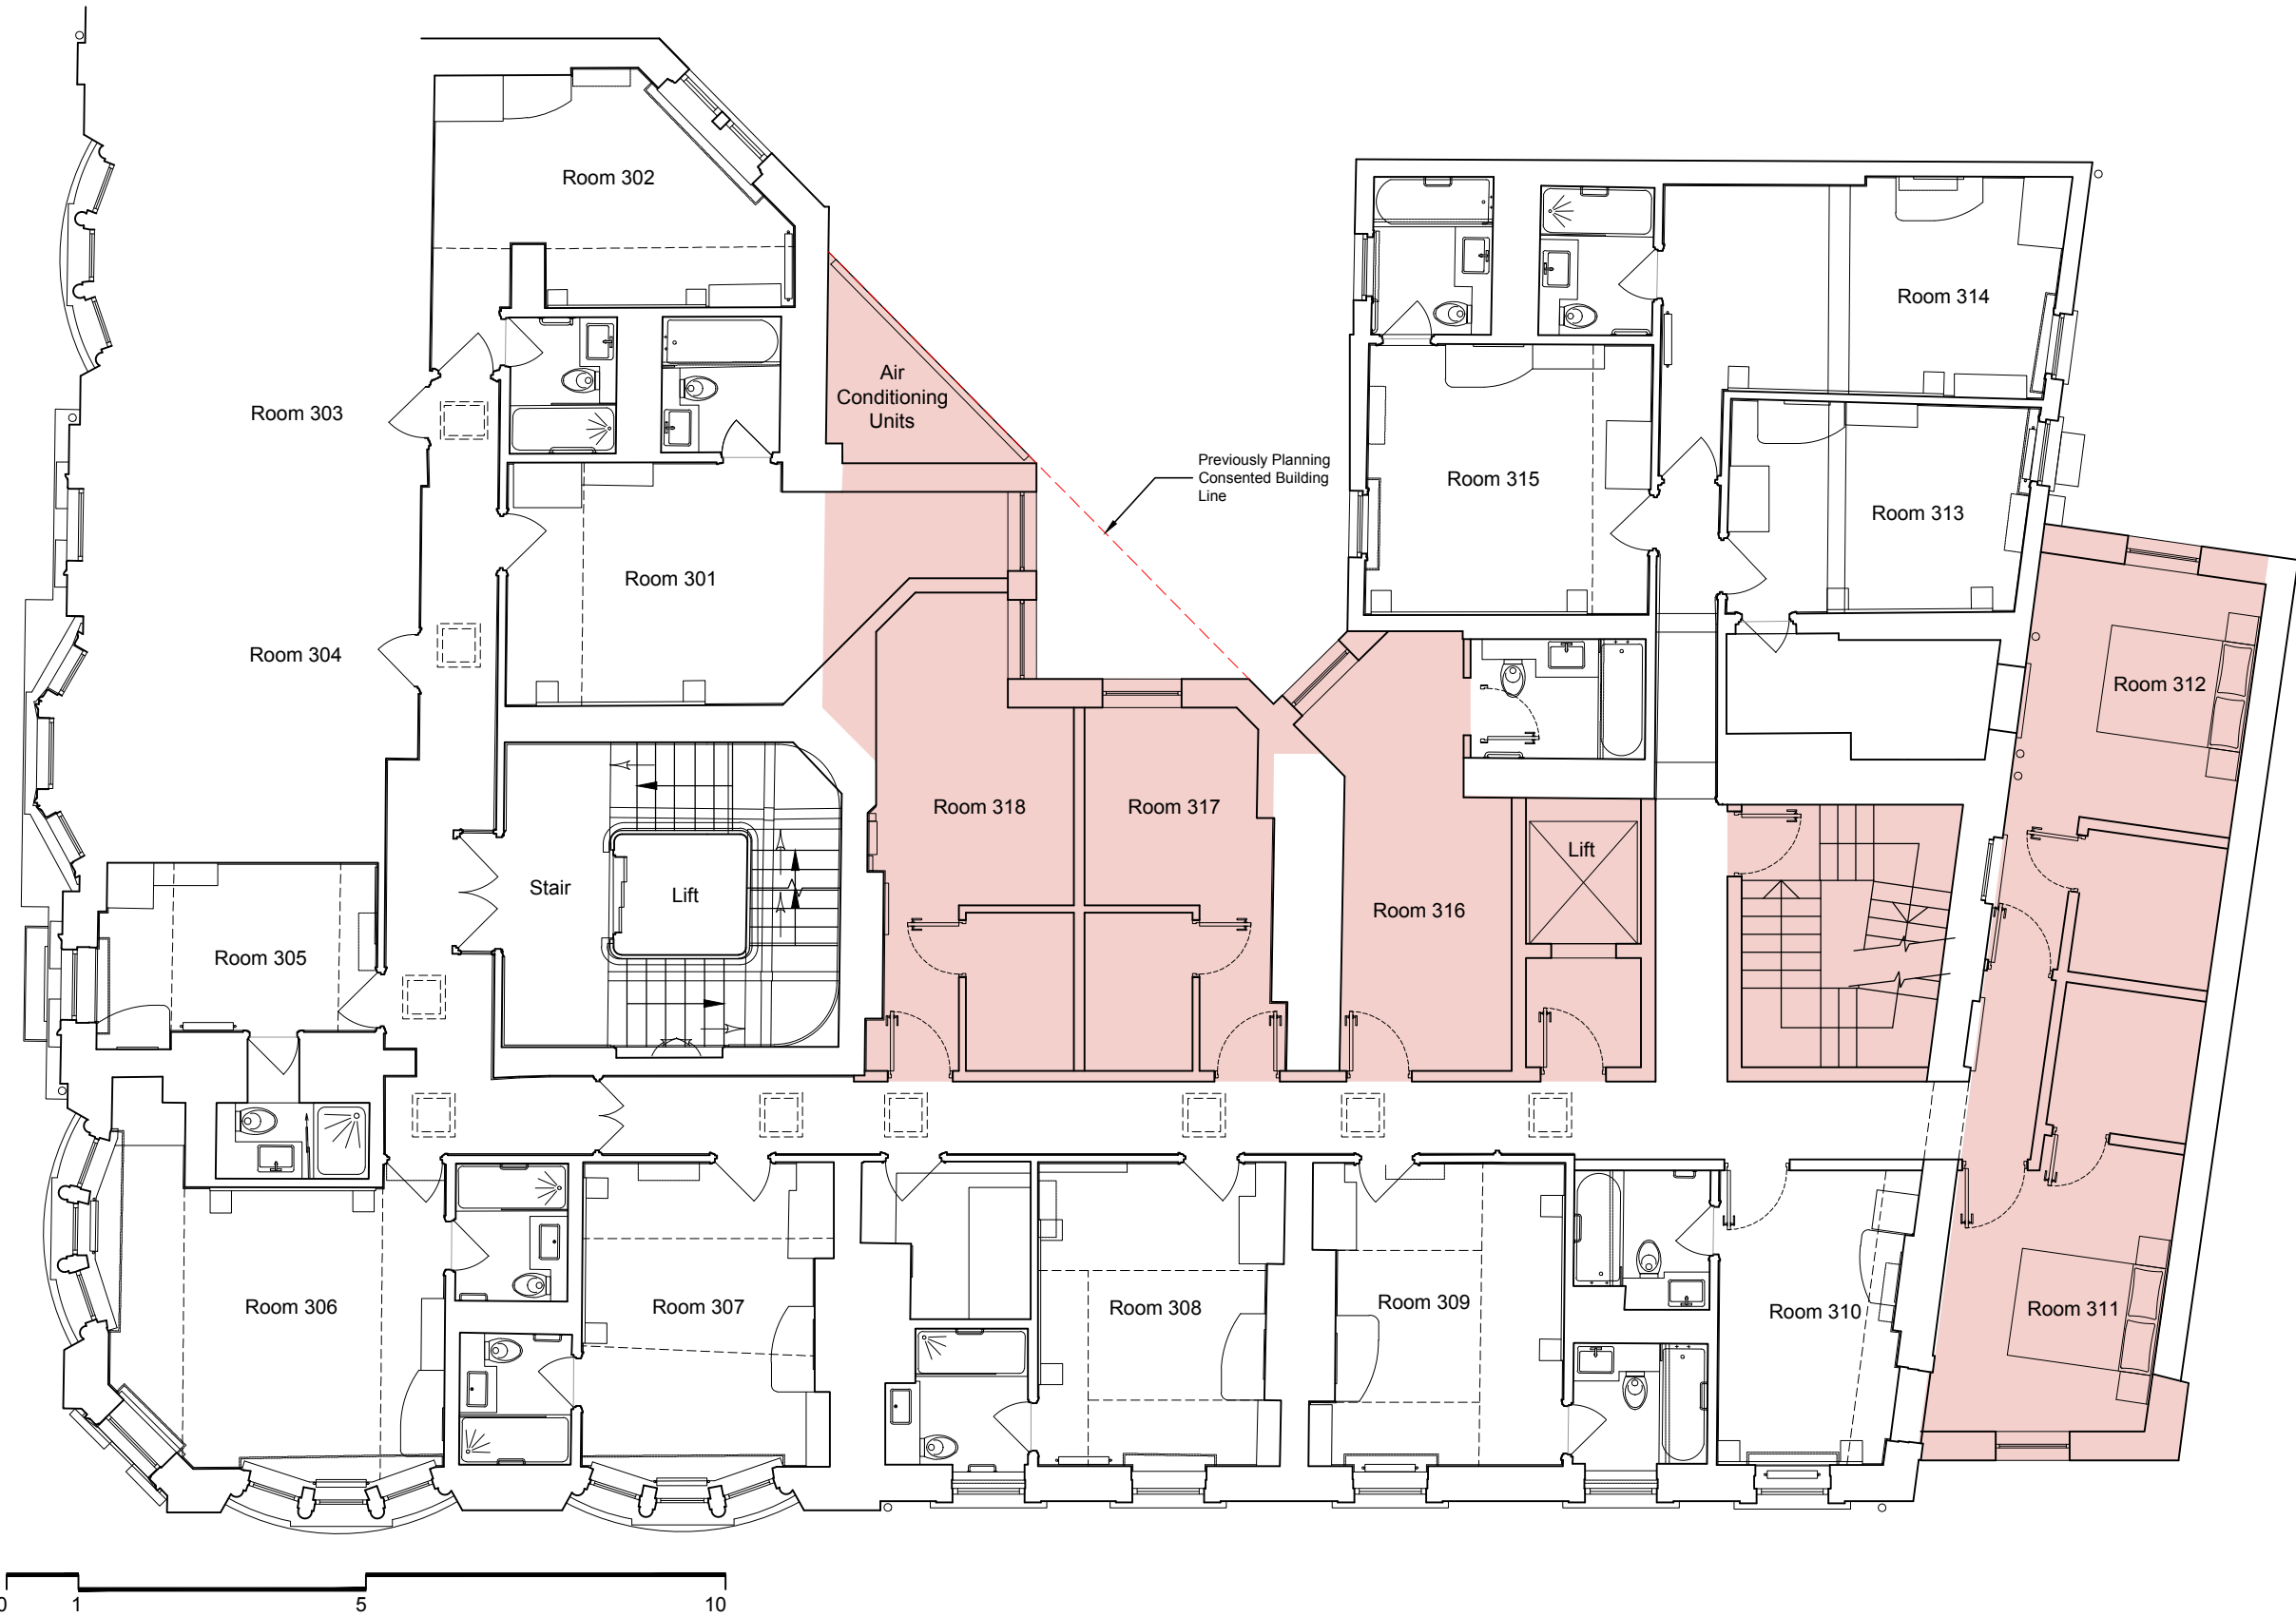 Room 302
Room 314
Room 303
Air
Conditioning
Units
Previously Planning
Consented Building
Line
Room 315
Room 313
Room 301
Room 304
Room 312
Room 318
Room 317
Stair
Lift
Lift
Room 316
Room 305
Room 306
Room 307
Room 308
Room 309
Room 310
Room 311
0 1 5 10